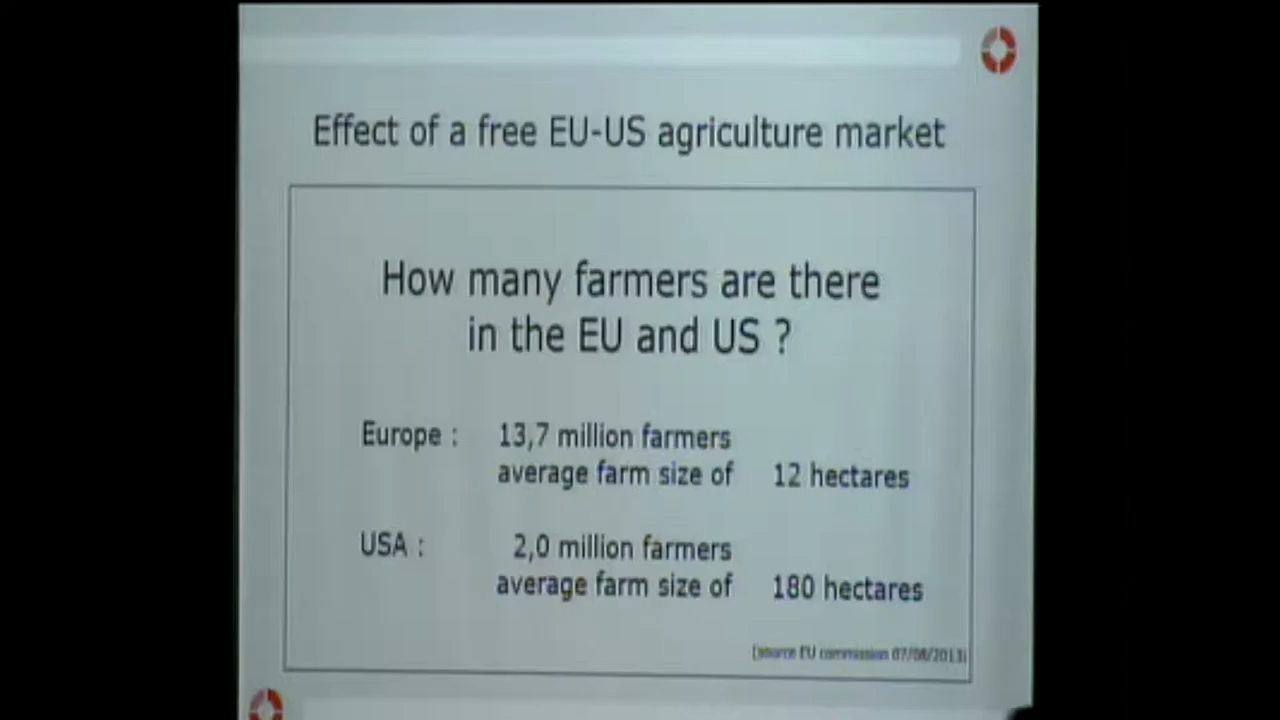 Effect of a free EU-US agriculture market
How many farmers are there
in the EU and US ?
Europe : 13,7 million farmers
average farm size of 12 hectares
USA : 2,0 million farmers
average farm size of 180 hectares
(source EU commission 07/08/2013)